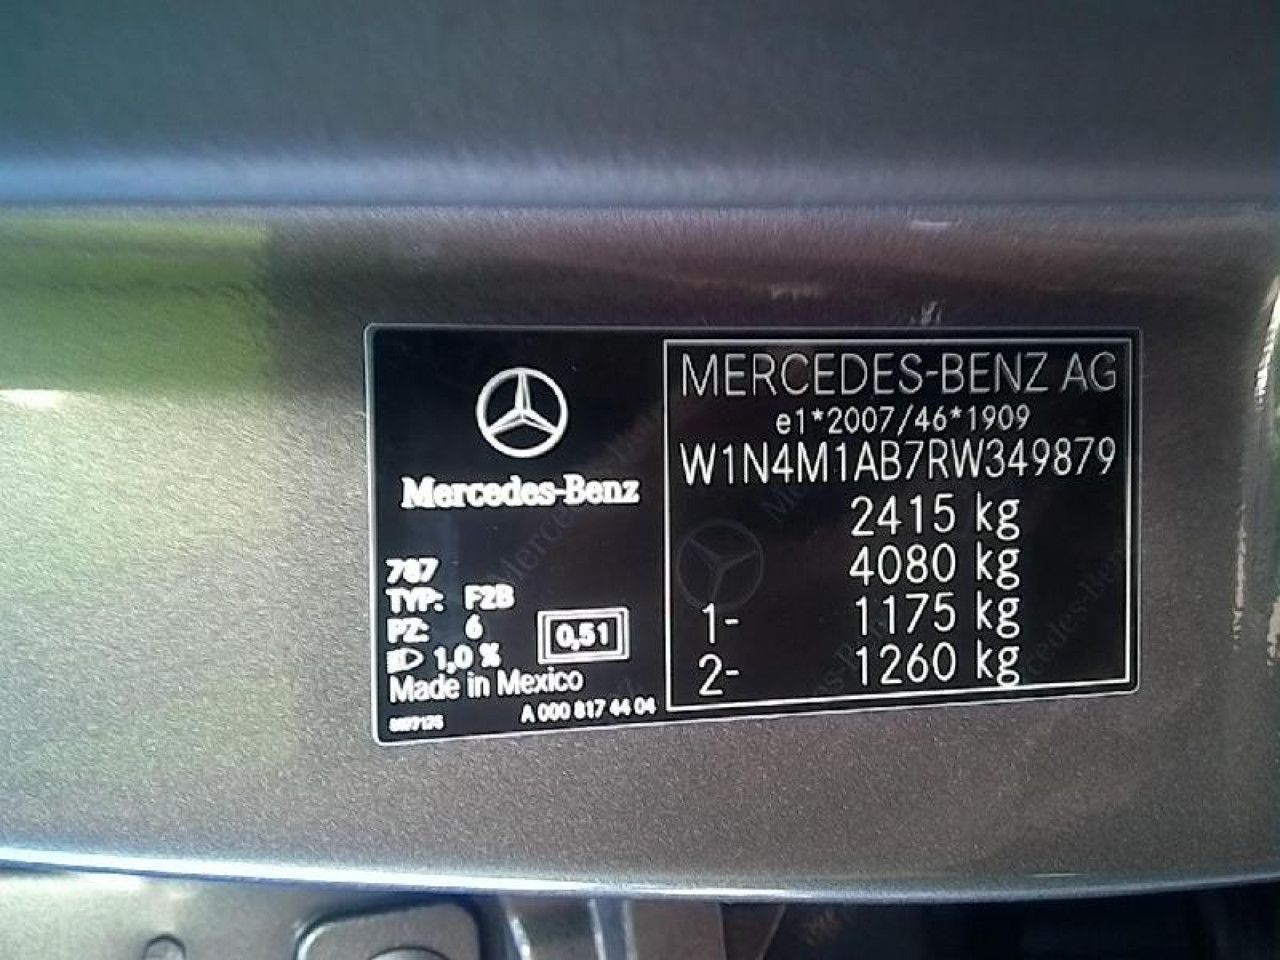 Mercedes-Benz
787
TYP: F2B
PZ: 6
1,0 %
0,51
Made in Mexico
A 000 817 44 04
MERCEDES-BENZ AG
e1*2007/46*1909
W1N4M1AB7RW349879
2415 kg
4080 kg
1- 1175 kg
2- 1260 kg